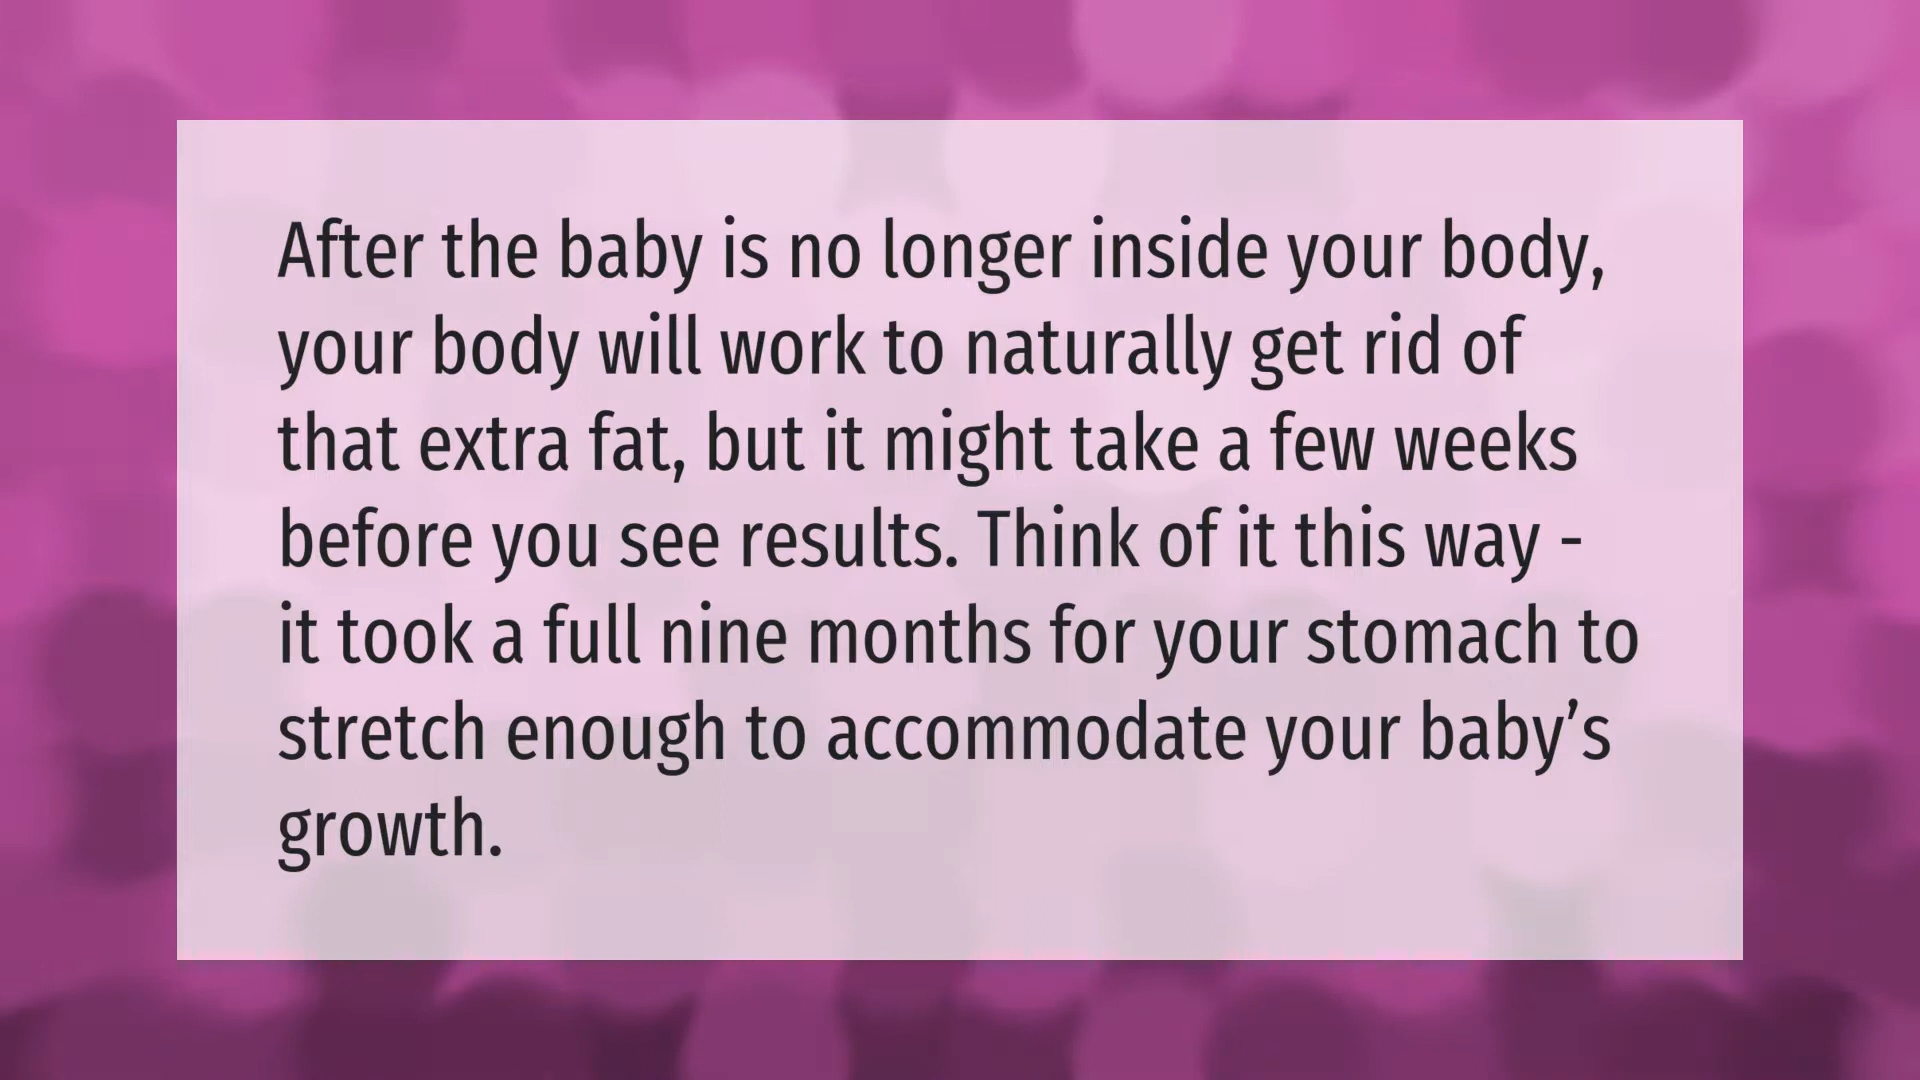 After the baby is no longer inside your body,
your body will work to naturally get rid of
that extra fat, but it might take a few weeks
before you see results. Think of it this way -
it took a full nine months for your stomach to
stretch enough to accommodate your baby’s
growth.